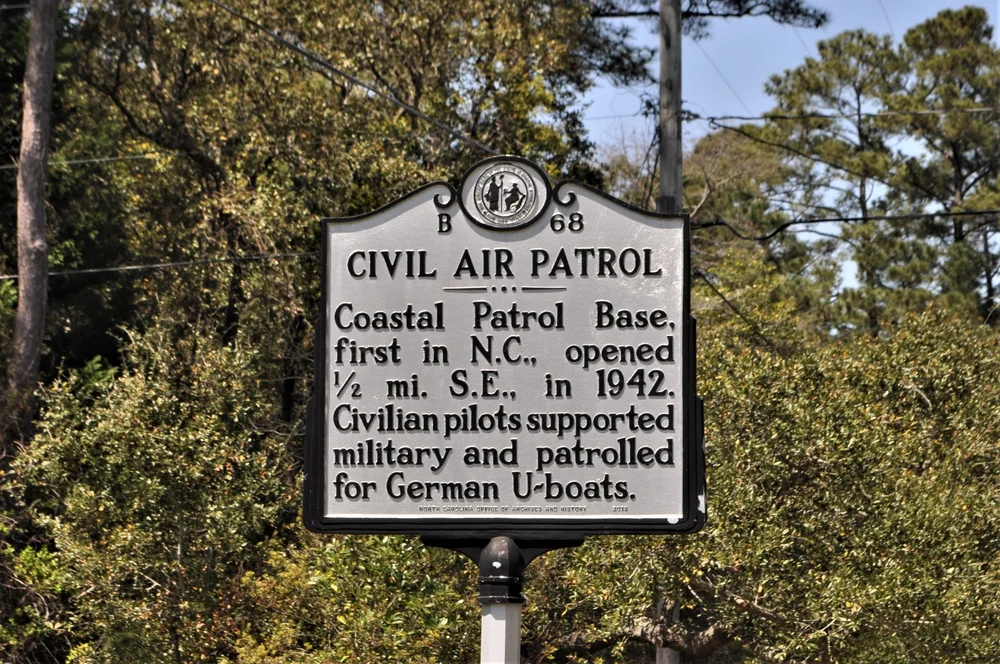 B 68
CIVIL AIR PATROL
Coastal Patrol Base,
first in N.C., opened
½ mi. S.E., in 1942.
Civilian pilots supported
military and patrolled
for German U-boats.
NORTH CAROLINA OFFICE OF ARCHIVES AND HISTORY 2012